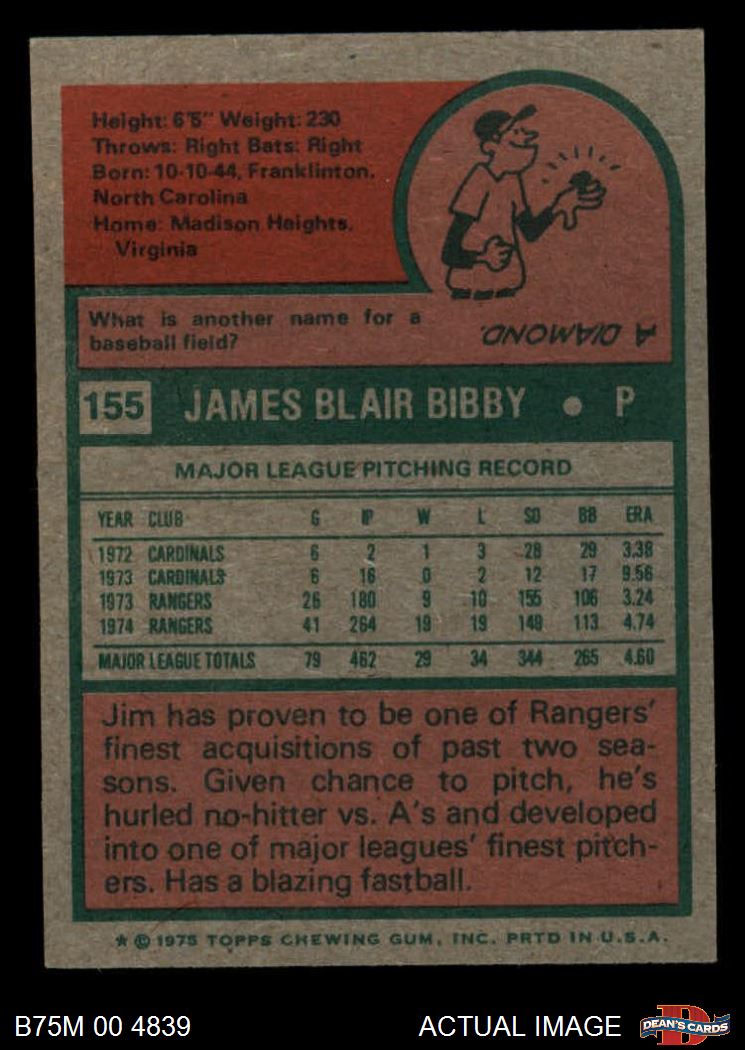 Height: 6'5" Weight: 230
Throws: Right Bats: Right
Born: 10-10-44, Franklinton,
North Carolina
Home: Madison Heights,
Virginia
What is another name for a
baseball field?
A DIAMOND.
155 JAMES BLAIR BIBBY ● P
MAJOR LEAGUE PITCHING RECORD
YEAR CLUB G IP W L SO BB ERA
1972 CARDINALS 6 2 1 3 28 29 3.38
1973 CARDINALS 6 16 0 2 12 17 9.56
1973 RANGERS 26 180 9 10 155 106 3.24
1974 RANGERS 41 264 19 19 149 113 4.74
MAJOR LEAGUE TOTALS 79 462 29 34 344 265 4.60
Jim has proven to be one of Rangers'
finest acquisitions of past two sea-
sons. Given chance to pitch, he's
hurled no-hitter vs. A's and developed
into one of major leagues' finest pitch-
ers. Has a blazing fastball.
★ © 1975 TOPPS CHEWING GUM, INC. PRTD IN U.S.A.
B75M 00 4839 ACTUAL IMAGE DEAN'S CARDS